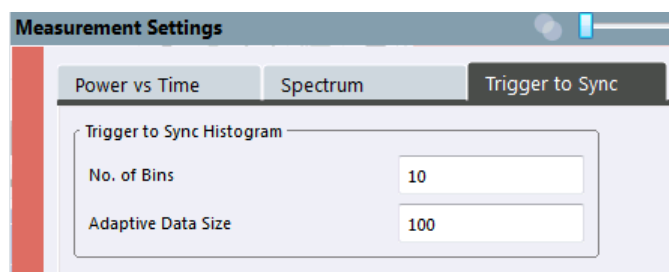 Measurement Settings
Power vs Time Spectrum Trigger to Sync
Trigger to Sync Histogram
No. of Bins 10
Adaptive Data Size 100